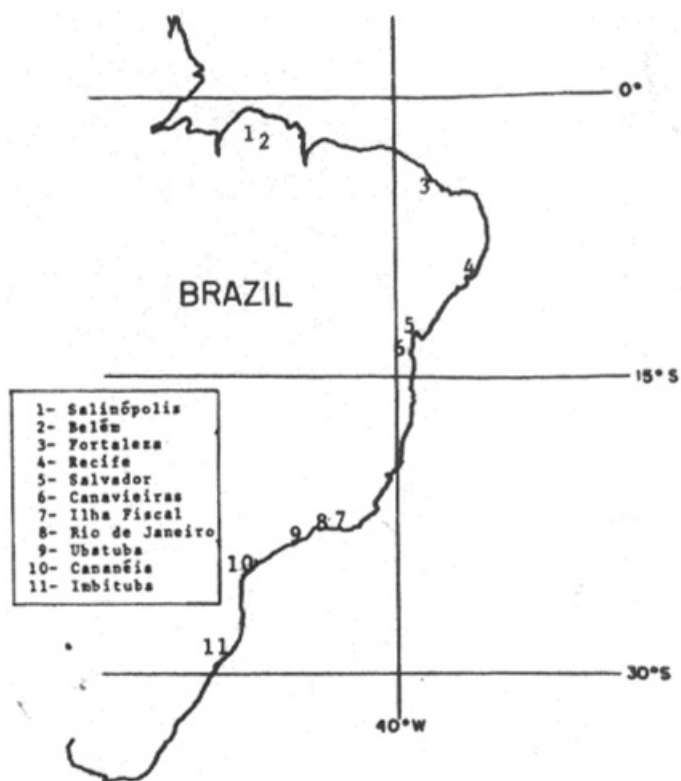 0°
1 2
3
4
BRAZIL
5
6
15°S
1- Salinópolis
2- Belém
3- Fortaleza
4- Recife
5- Salvador
6- Canavieiras
7- Ilha Fiscal
8- Rio de Janeiro
9- Ubatuba
10- Cananéia
11- Imbituba
8 7
9
10
11
30°S
40°W